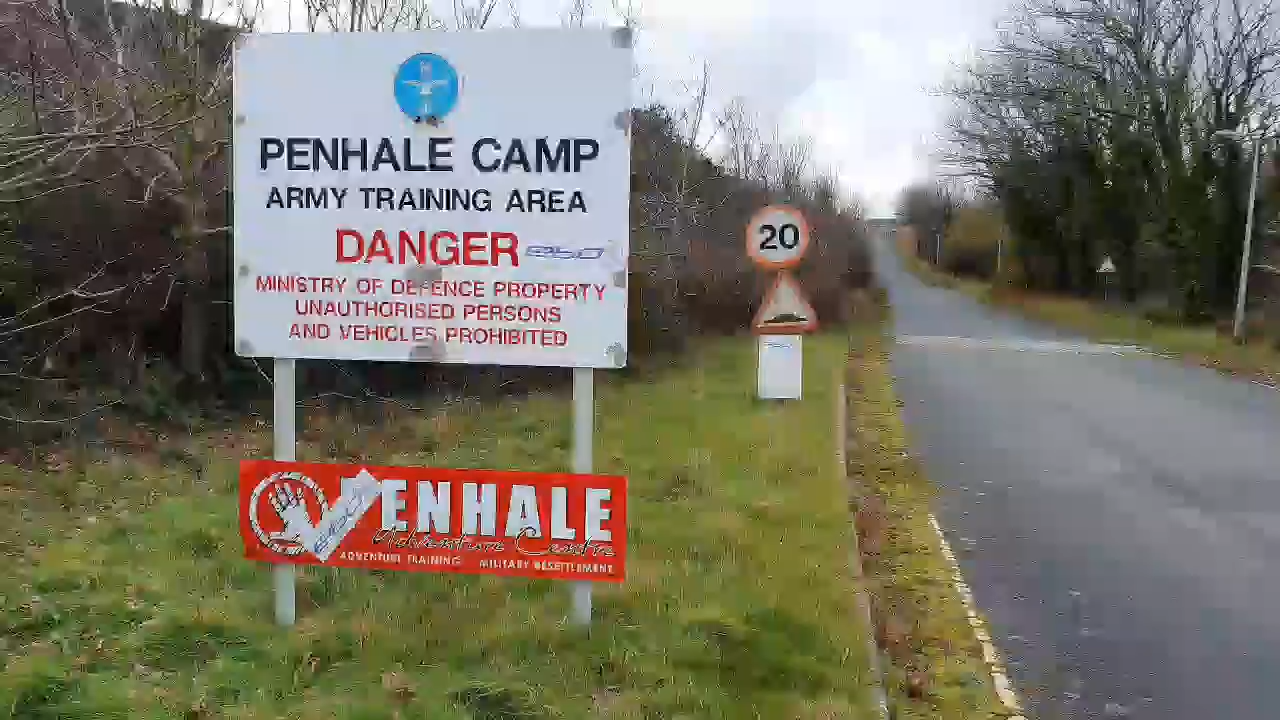 PENHALE CAMP
ARMY TRAINING AREA
DANGER
MINISTRY OF DEFENCE PROPERTY
UNAUTHORISED PERSONS
AND VEHICLES PROHIBITED
20
PENHALE
Adventure Centre
ADVENTURE TRAINING MILITARY RESETTLEMENT